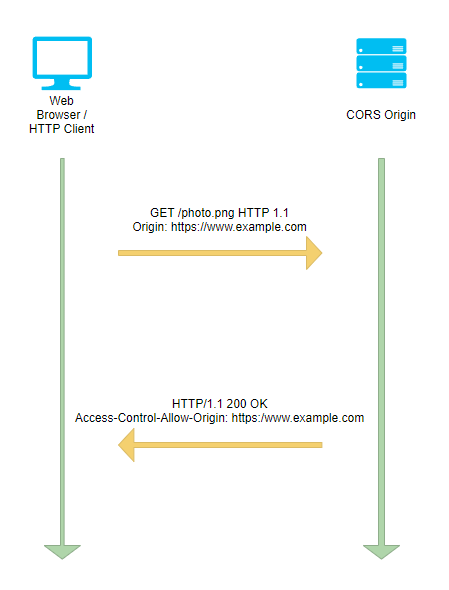 Web
Browser /
HTTP Client
CORS Origin
GET /photo.png HTTP 1.1
Origin: https://www.example.com
HTTP/1.1 200 OK
Access-Control-Allow-Origin: https:/www.example.com